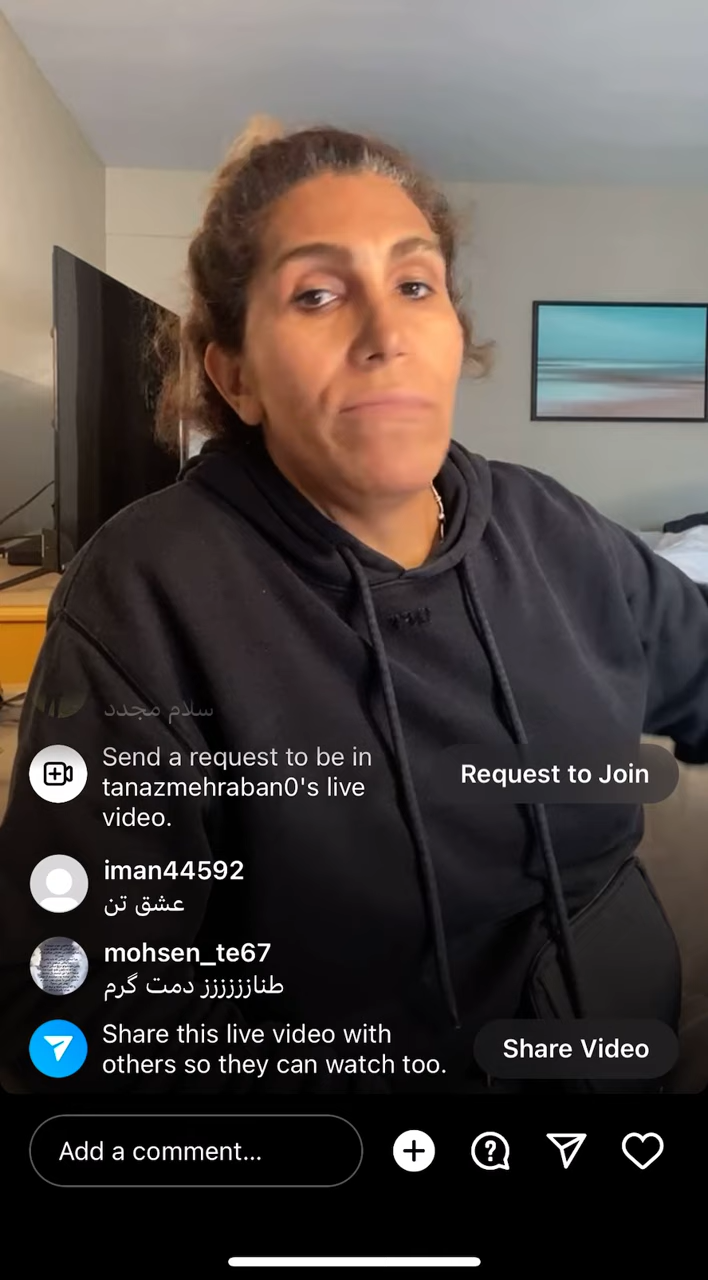 سلام مجدد
Send a request to be in
tanazmehraban0's live
video.
Request to Join
iman44592
عشق تن
mohsen_te67
طناززززززز دمت گرم
Share this live video with
others so they can watch too.
Share Video
Add a comment...